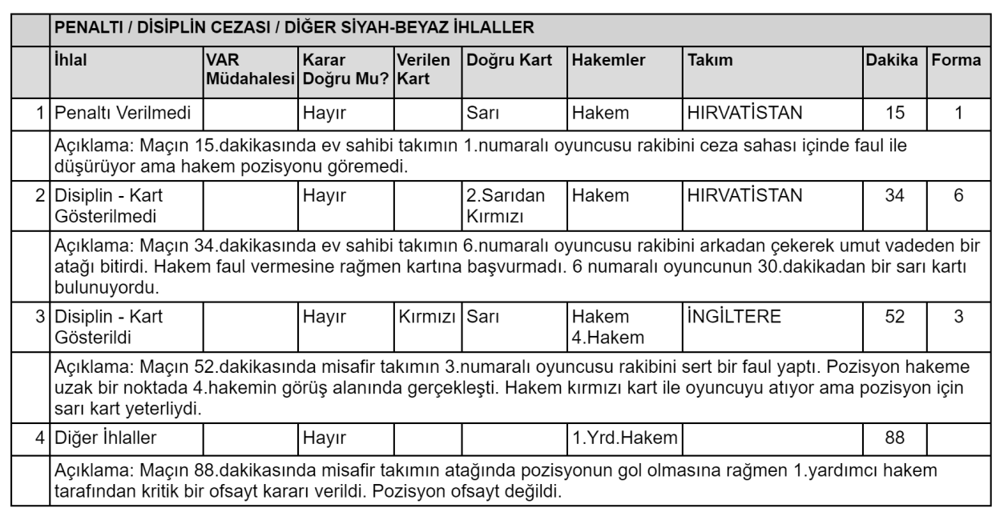 PENALTI / DİSİPLİN CEZASI / DİĞER SİYAH-BEYAZ İHLALLER
İhlal VAR Müdahalesi Karar Doğru Mu? Verilen Kart Doğru Kart Hakemler Takım Dakika Forma
1 Penaltı Verilmedi Hayır Sarı Hakem HIRVATİSTAN 15 1
Açıklama: Maçın 15.dakikasında ev sahibi takımın 1.numaralı oyuncusu rakibini ceza sahası içinde faul ile
düşürüyor ama hakem pozisyonu göremedi.
2 Disiplin - Kart Gösterilmedi Hayır 2.Sarıdan Kırmızı Hakem HIRVATİSTAN 34 6
Açıklama: Maçın 34.dakikasında ev sahibi takımın 6.numaralı oyuncusu rakibini arkadan çekerek umut vadeden bir
atağı bitirdi. Hakem faul vermesine rağmen kartına başvurmadı. 6 numaralı oyuncunun 30.dakikadan bir sarı kartı
bulunuyordu.
3 Disiplin - Kart Gösterildi Hayır Kırmızı Sarı Hakem 4.Hakem İNGİLTERE 52 3
Açıklama: Maçın 52.dakikasında misafir takımın 3.numaralı oyuncusu rakibini sert bir faul yaptı. Pozisyon hakeme
uzak bir noktada 4.hakemin görüş alanında gerçekleşti. Hakem kırmızı kart ile oyuncuyu atıyor ama pozisyon için
sarı kart yeterliydi.
4 Diğer İhlaller Hayır 1.Yrd.Hakem 88
Açıklama: Maçın 88.dakikasında misafir takımın atağında pozisyonun gol olmasına rağmen 1.yardımcı hakem
tarafından kritik bir ofsayt kararı verildi. Pozisyon ofsayt değildi.